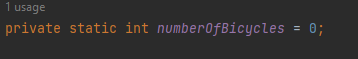 1 usage
private static int numberOfBicycles = 0;